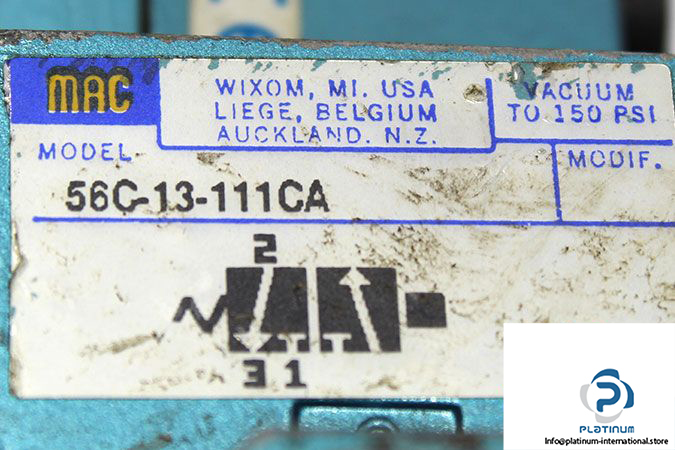 MAC
WIXOM, MI. USA
LIEGE, BELGIUM
AUCKLAND. N.Z.
VACUUM
TO 150 PSI
MODEL
MODIF.
56C-13-111CA
2
3 1
PLATINUM
Info@platinum-international.store